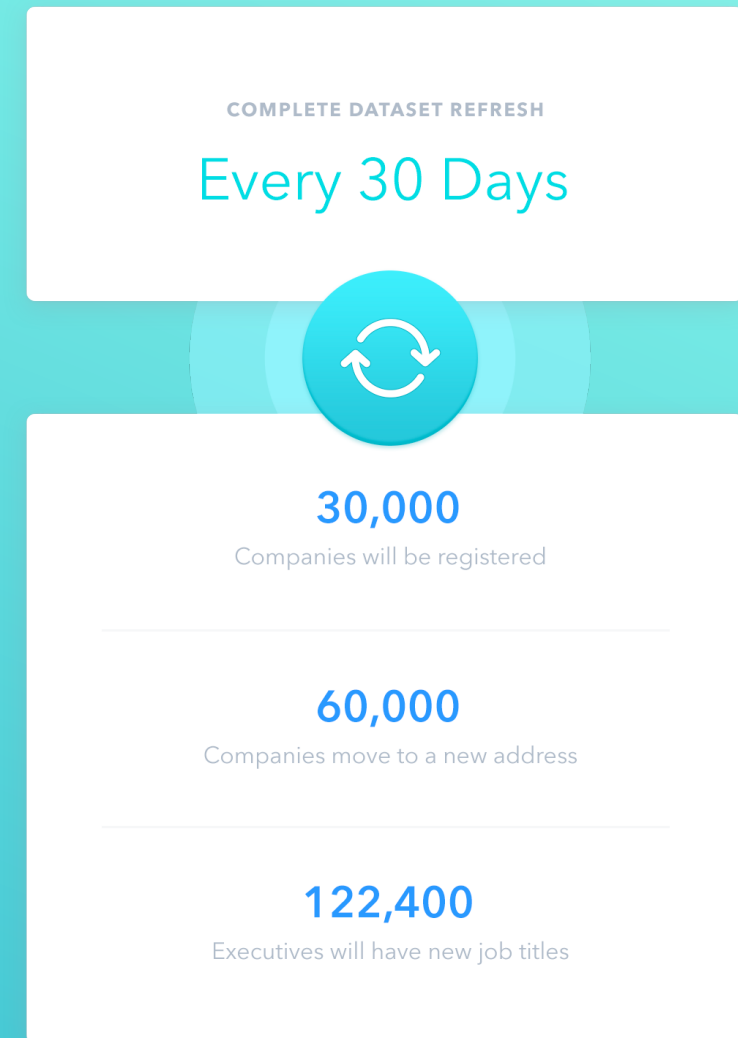 COMPLETE DATASET REFRESH
Every 30 Days
30,000
Companies will be registered
60,000
Companies move to a new address
122,400
Executives will have new job titles